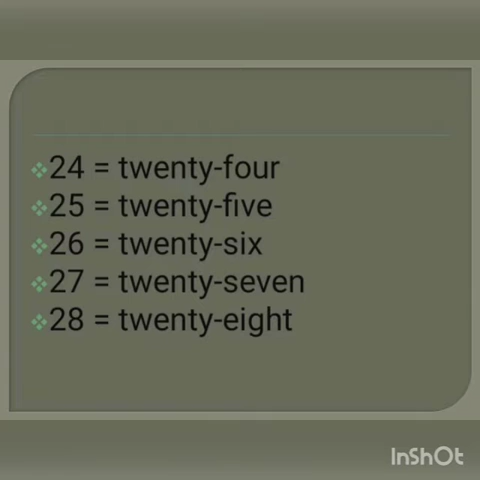 24 = twenty-four
25 = twenty-five
26 = twenty-six
27 = twenty-seven
28 = twenty-eight
InShOt